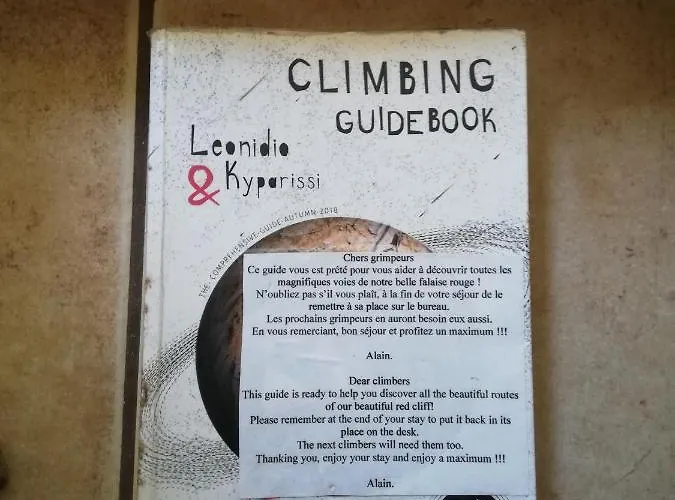 CLIMBING
GUIDEBOOK
Leonidio
& Kyparissi
THE·COMPREHENSIVE·GUIDE·AUTUMN·2018
Chers grimpeurs
Ce guide vous est prêté pour vous aider à découvrir toutes les
magnifiques voies de notre belle falaise rouge !
N'oubliez pas s'il vous plaît, à la fin de votre séjour de le
remettre à sa place sur le bureau.
Les prochains grimpeurs en auront besoin eux aussi.
En vous remerciant, bon séjour et profitez un maximum !!!
Alain.
Dear climbers
This guide is ready to help you discover all the beautiful routes
of our beautiful red cliff!
Please remember at the end of your stay to put it back in its
place on the desk.
The next climbers will need them too.
Thanking you, enjoy your stay and enjoy a maximum !!!
Alain.